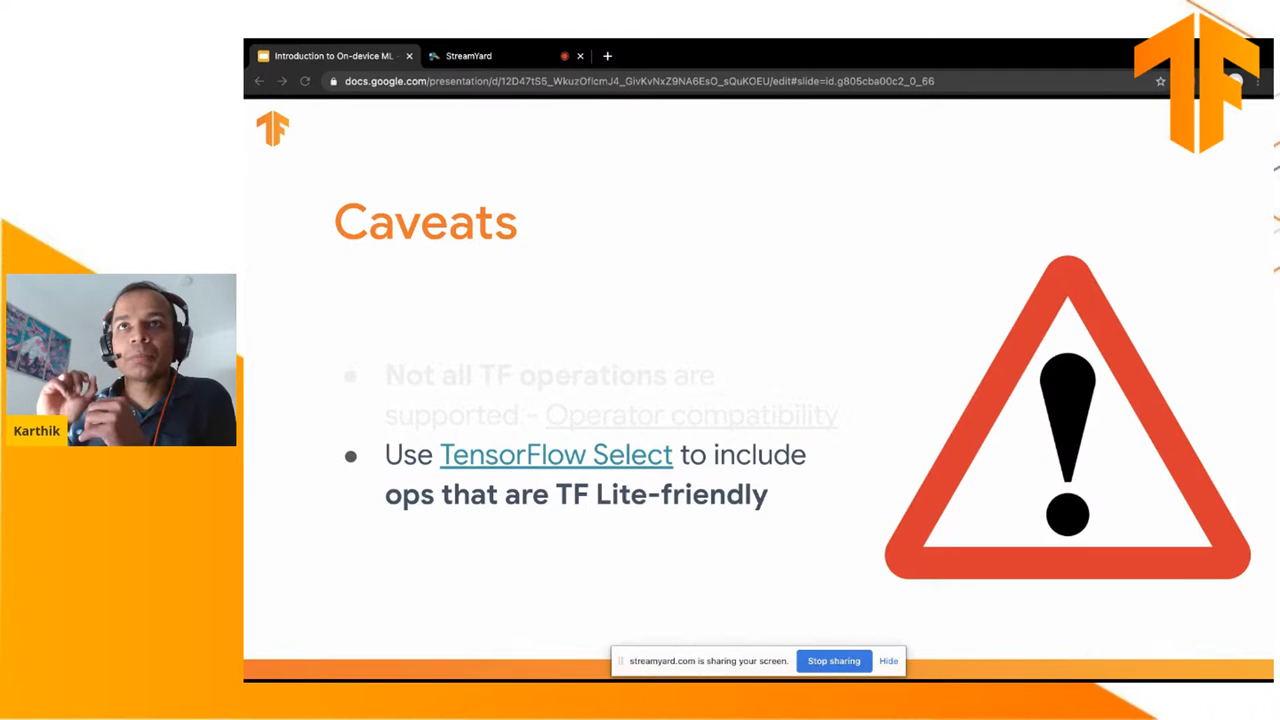 Introduction to On-device ML -
StreamYard
docs.google.com/presentation/d/12D47tS5_WkuzOficmJ4_GivKvNxZ9NA6EsO_sQuKOEU/edit#slide=id.g805cba00c2_0_66
Caveats
Not all TF operations are
supported - Operator compatibility
Use TensorFlow Select to include
ops that are TF Lite-friendly
Karthik
streamyard.com is sharing your screen.
Stop sharing
Hide